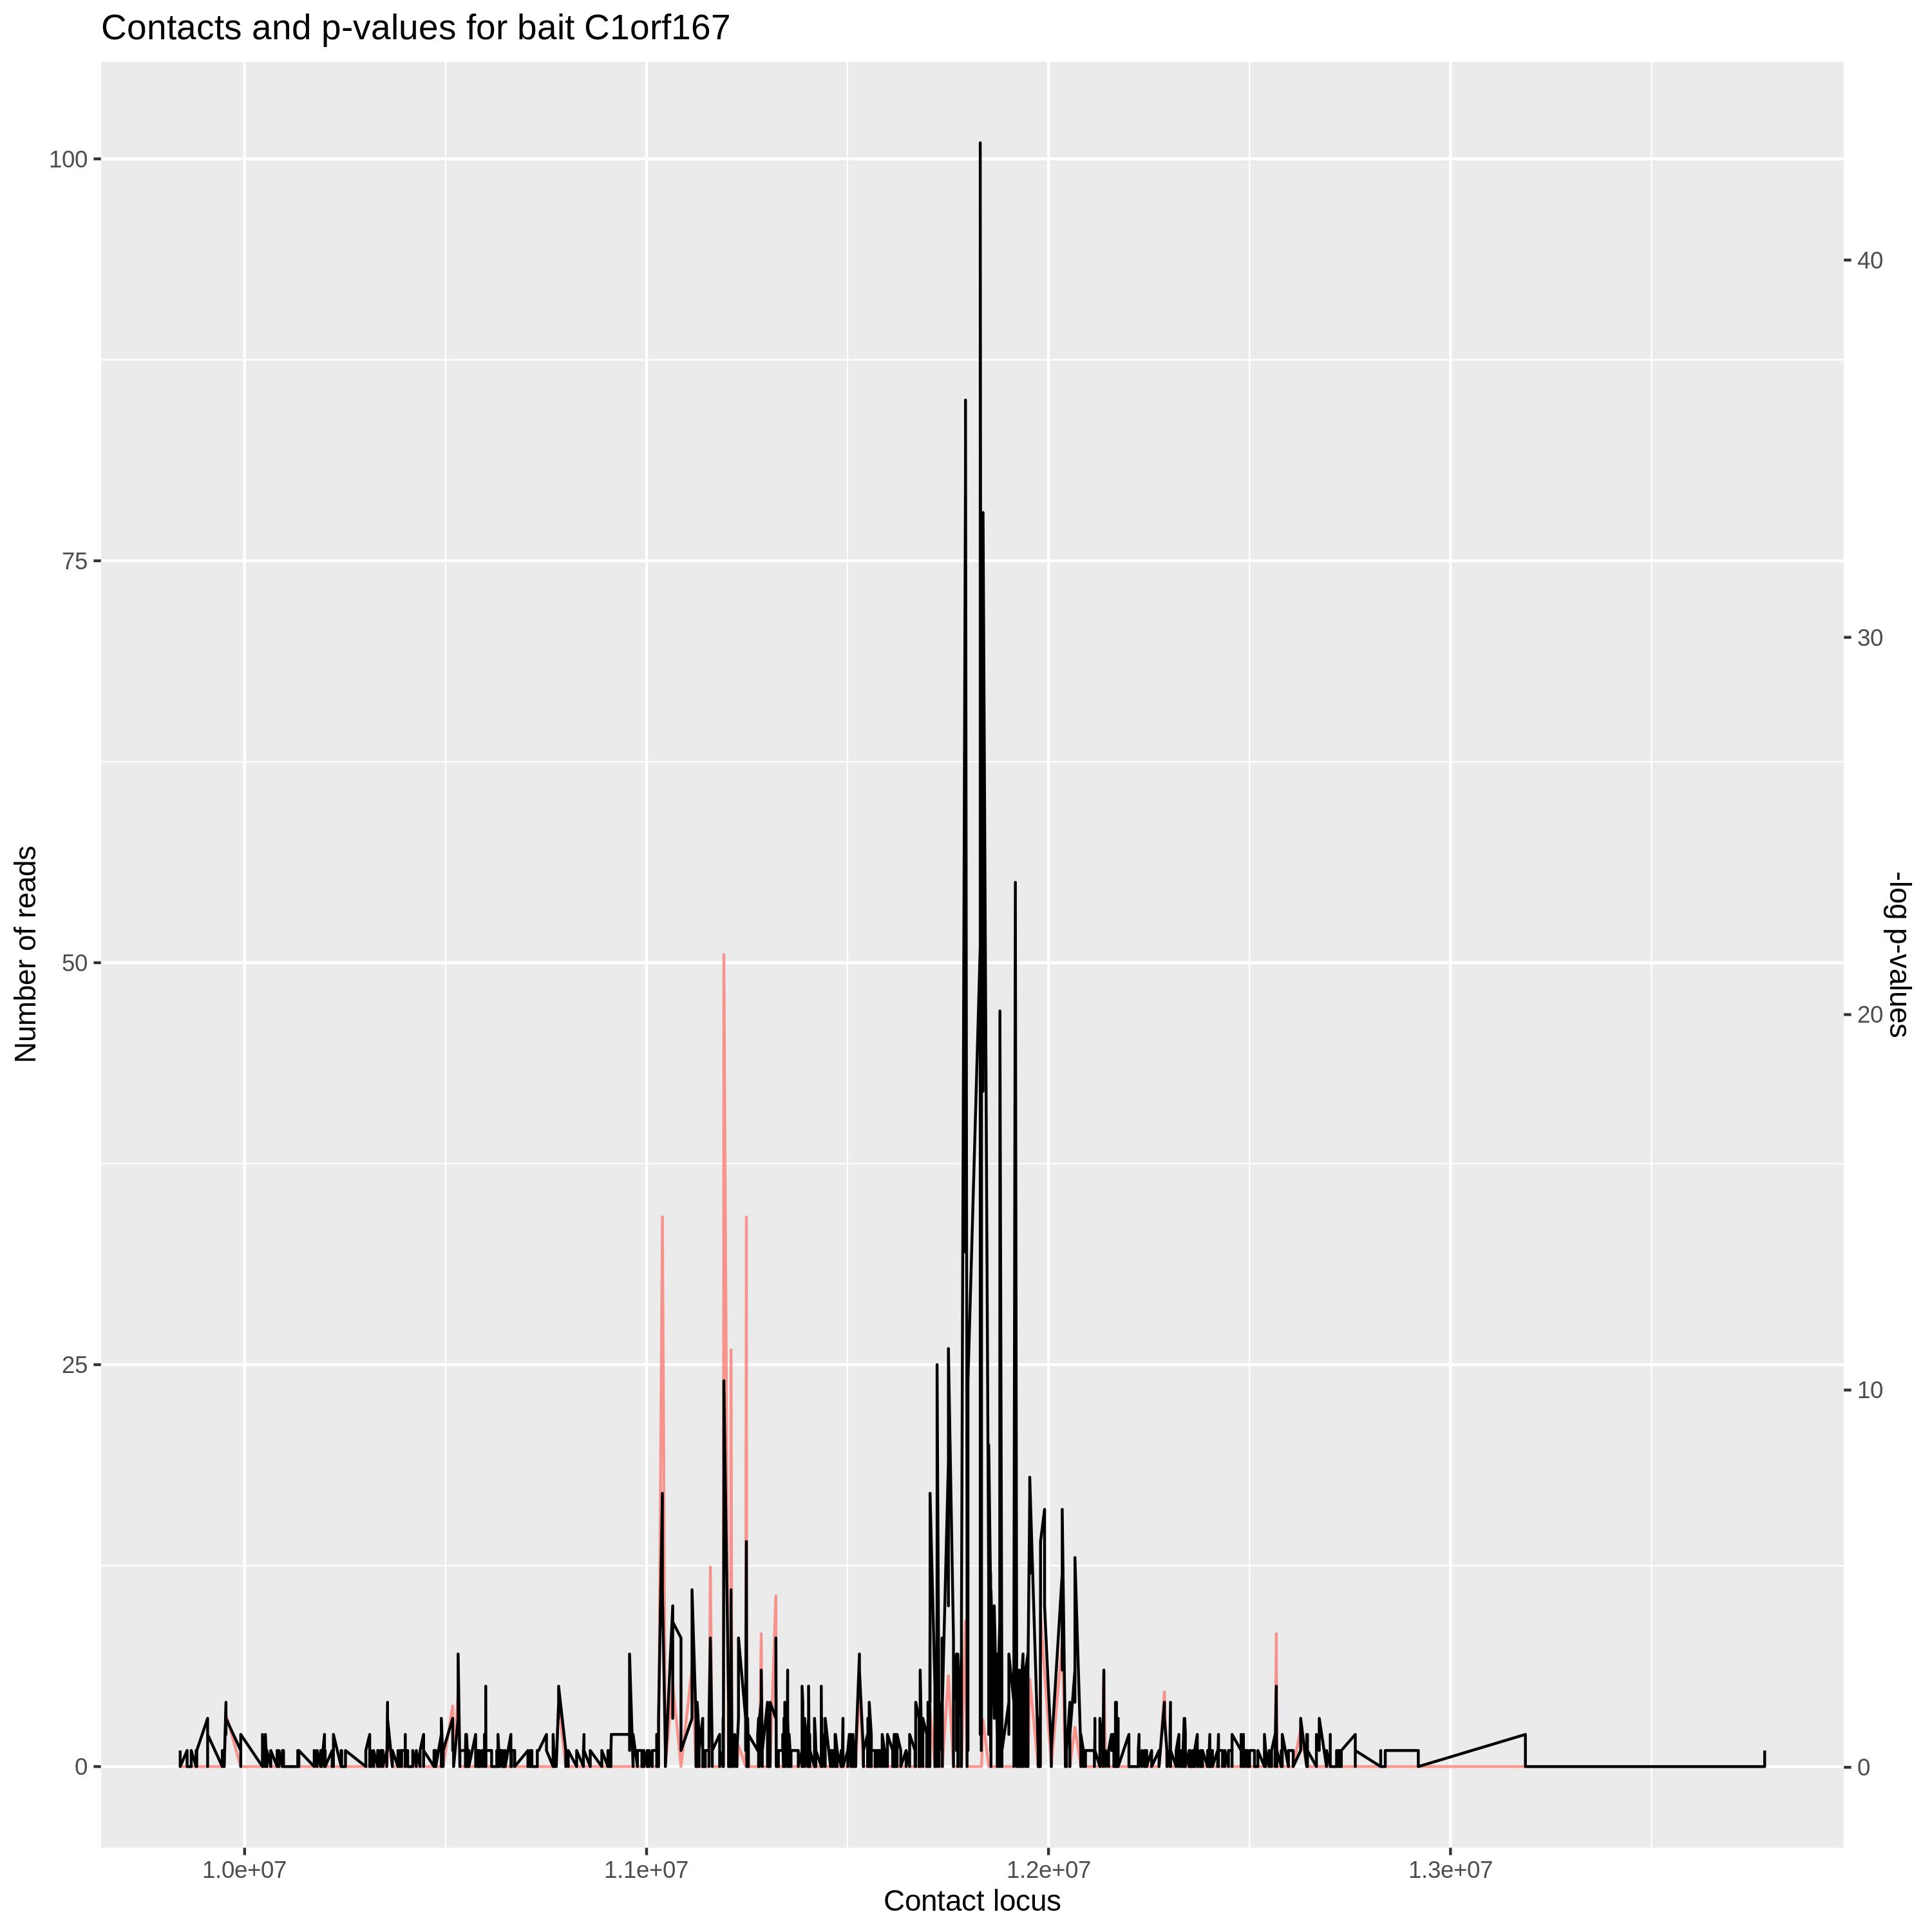 Contacts and p-values for bait C1orf167
100
75
50
25
0
Number of reads
40
30
20
10
0
-log p-values
1.0e+07 1.1e+07 1.2e+07 1.3e+07
Contact locus